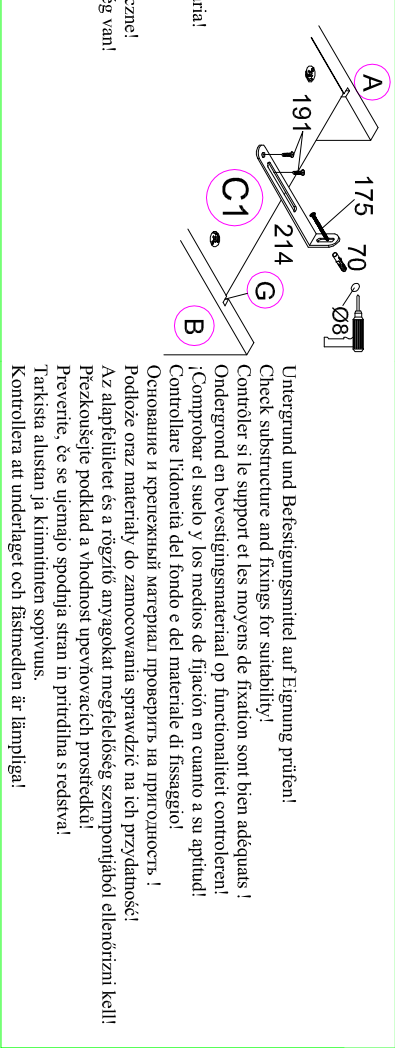 A
191
175
C1
214
70
Ø8
G
B
aria!
czne!
ég van!
Untergrund und Befestigungsmittel auf Eignung prüfen!
Check substructure and fixings for suitability!
Contrôler si le support et les moyens de fixation sont bien adéquats !
Ondergrond en bevestigingsmateriaal op functionaliteit controleren!
¡Comprobar el suelo y los medios de fijación en cuanto a su aptitud!
Controllare l'idoneità del fondo e del materiale di fissaggio!
Основание и крепежный материал проверить на пригодность !
Podłoże oraz materiały do zamocowania sprawdzić na ich przydatność!
Az alapfelületet és a rögzítő anyagokat megfelelőség szempontjából ellenőrizni kell!
Přezkoušejte podklad a vhodnost upevňovacích prostředků!
Preverite, če se ujemajo spodnja stran in pritrdilna s redstva!
Tarkista alustan ja kiinnitinten sopivuus.
Kontrollera att underlaget och fästmedlen är lämpliga!